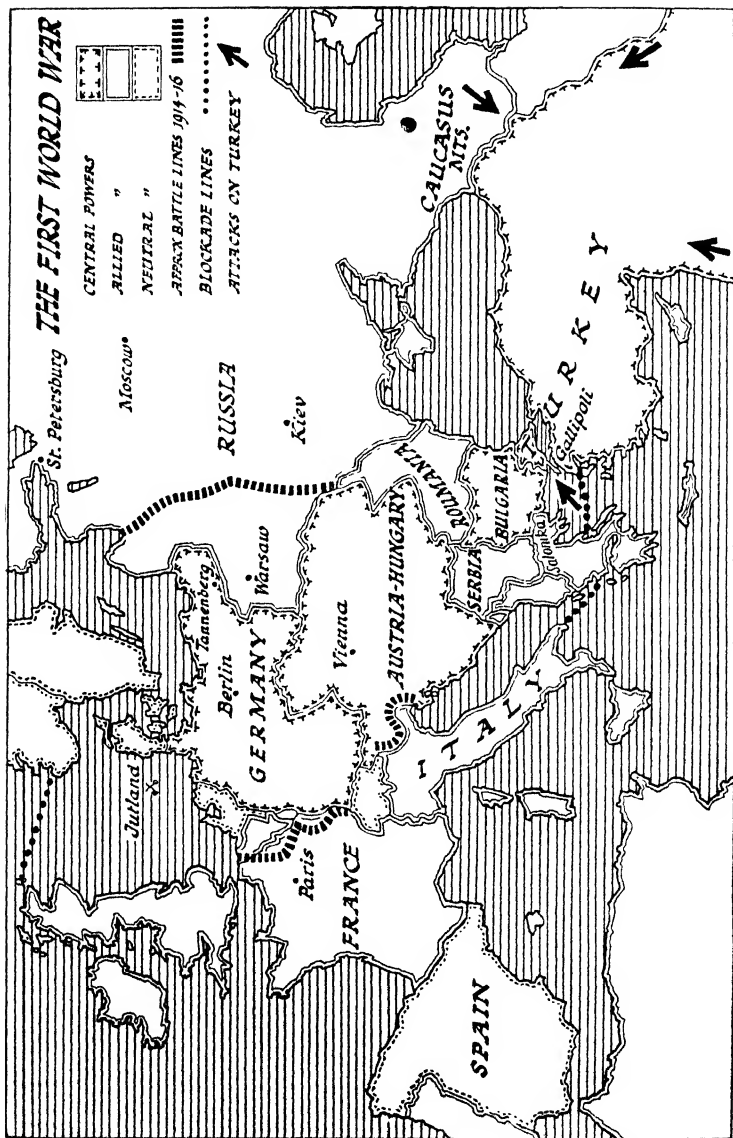 THE FIRST WORLD WAR
CENTRAL POWERS
ALLIED "
NEUTRAL "
APPROX BATTLE LINES 1914-16
BLOCKADE LINES
ATTACKS ON TURKEY
St. Petersburg
Moscow
RUSSIA
Kiev
CAUCASUS
MTS.
Jutland
Tannenberg
Berlin
Warsaw
GERMANY
Vienna
AUSTRIA-HUNGARY
ROUMANIA
SERBIA
BULGARIA
Salonika
Gallipoli
TURKEY
Paris
FRANCE
ITALY
SPAIN